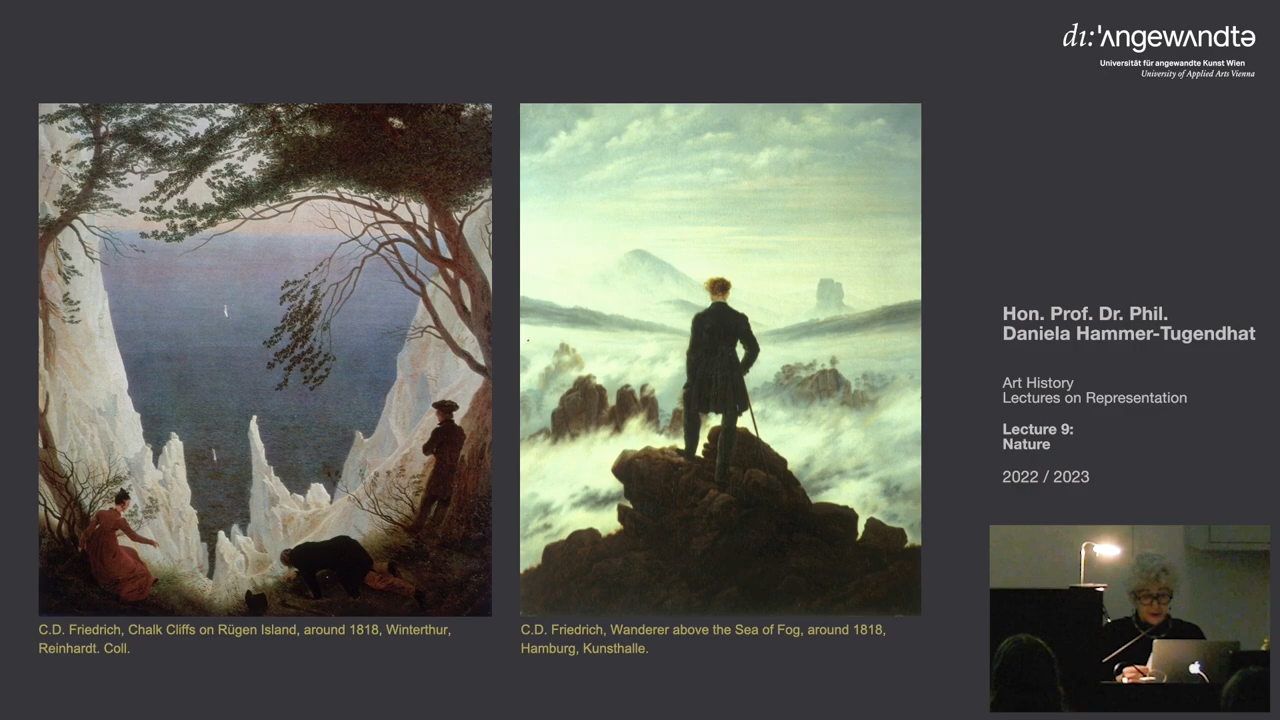 dı:ʌngewʌndtə
Universität für angewandte Kunst Wien
University of Applied Arts Vienna
Hon. Prof. Dr. Phil.
Daniela Hammer-Tugendhat
Art History
Lectures on Representation
Lecture 9:
Nature
2022 / 2023
C.D. Friedrich, Chalk Cliffs on Rügen Island, around 1818, Winterthur,
Reinhardt. Coll.
C.D. Friedrich, Wanderer above the Sea of Fog, around 1818,
Hamburg, Kunsthalle.